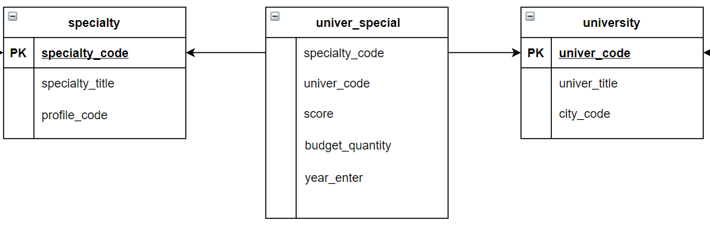 specialty
PK specialty_code
specialty_title
profile_code
univer_special
specialty_code
univer_code
score
budget_quantity
year_enter
university
PK univer_code
univer_title
city_code